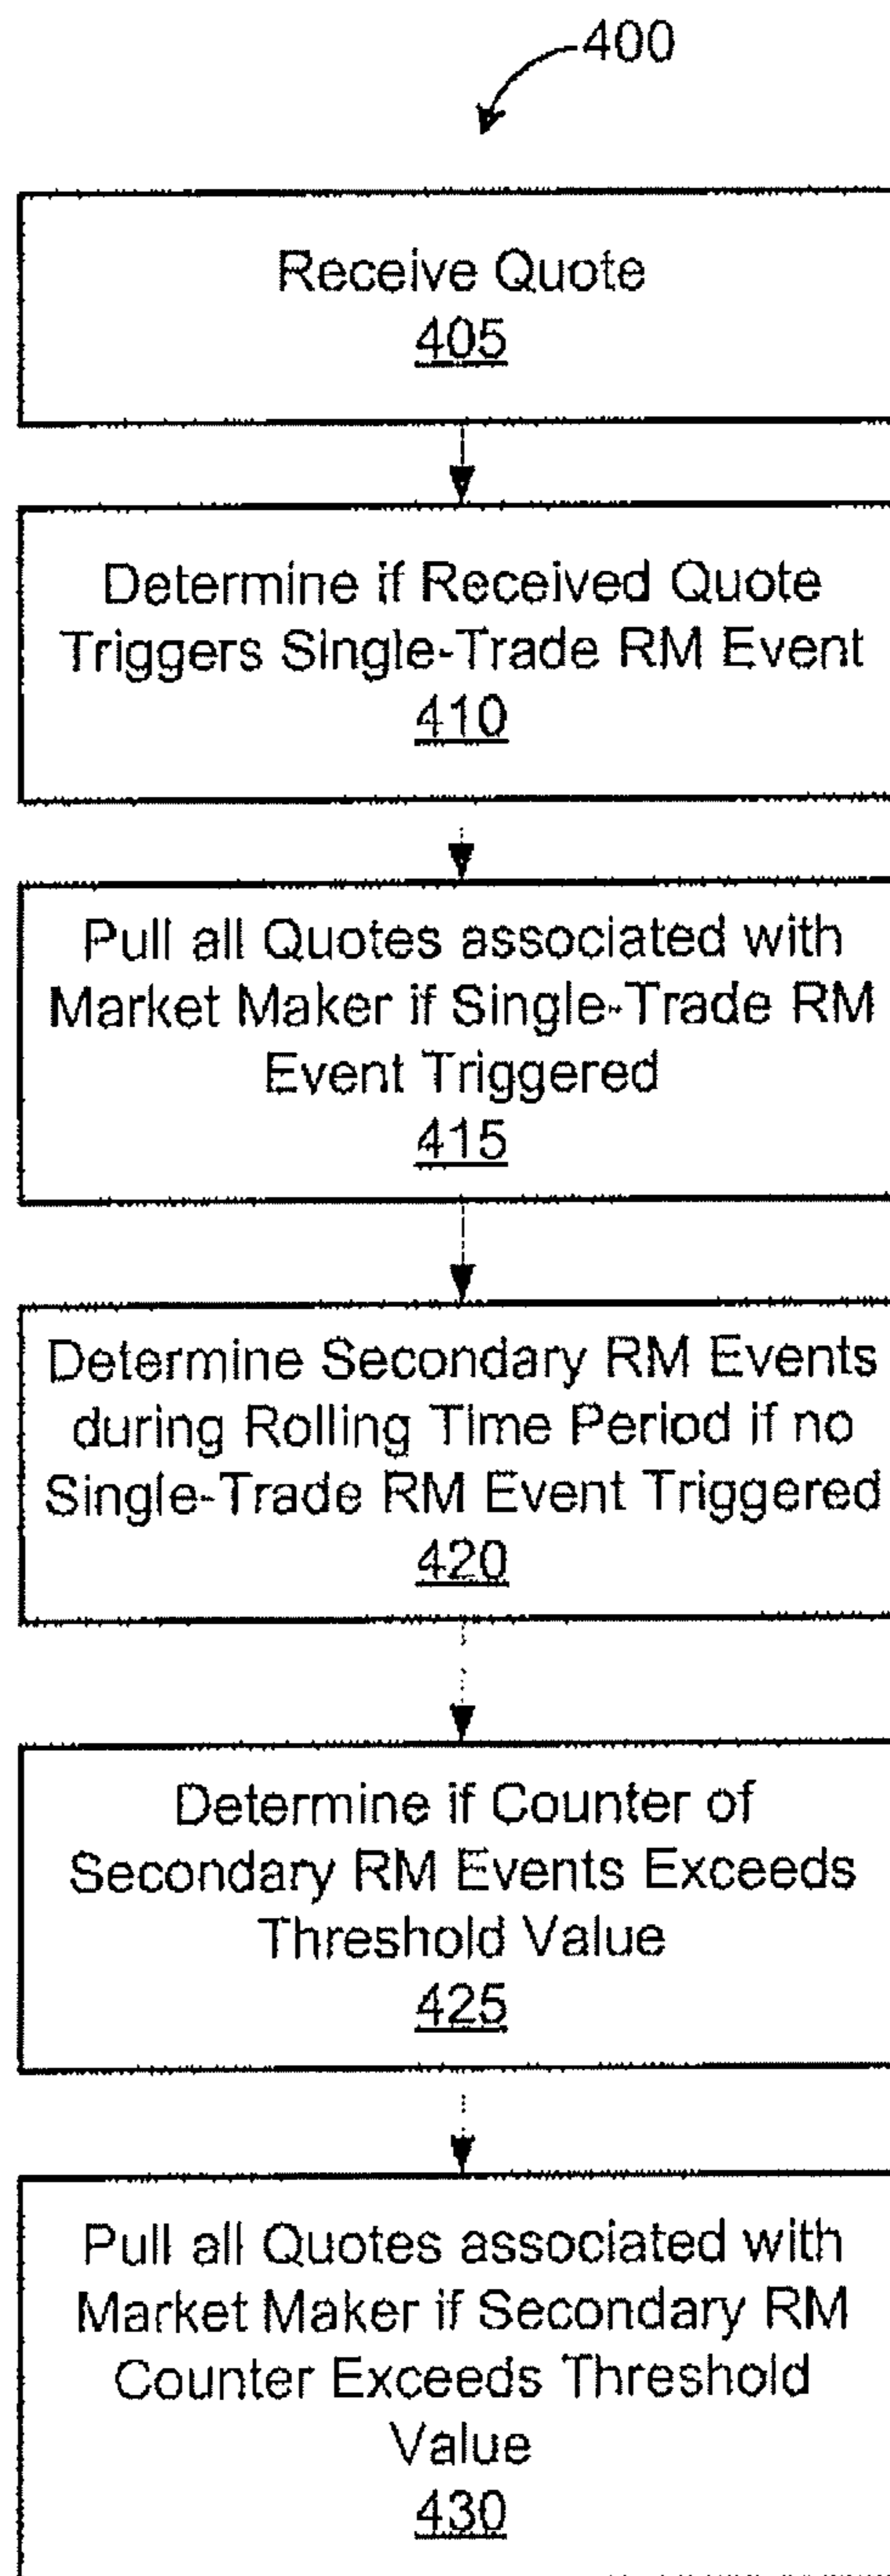 400
Receive Quote
405
Determine if Received Quote
Triggers Single-Trade RM Event
410
Pull all Quotes associated with
Market Maker if Single-Trade RM
Event Triggered
415
Determine Secondary RM Events
during Rolling Time Period if no
Single-Trade RM Event Triggered
420
Determine if Counter of
Secondary RM Events Exceeds
Threshold Value
425
Pull all Quotes associated with
Market Maker if Secondary RM
Counter Exceeds Threshold
Value
430